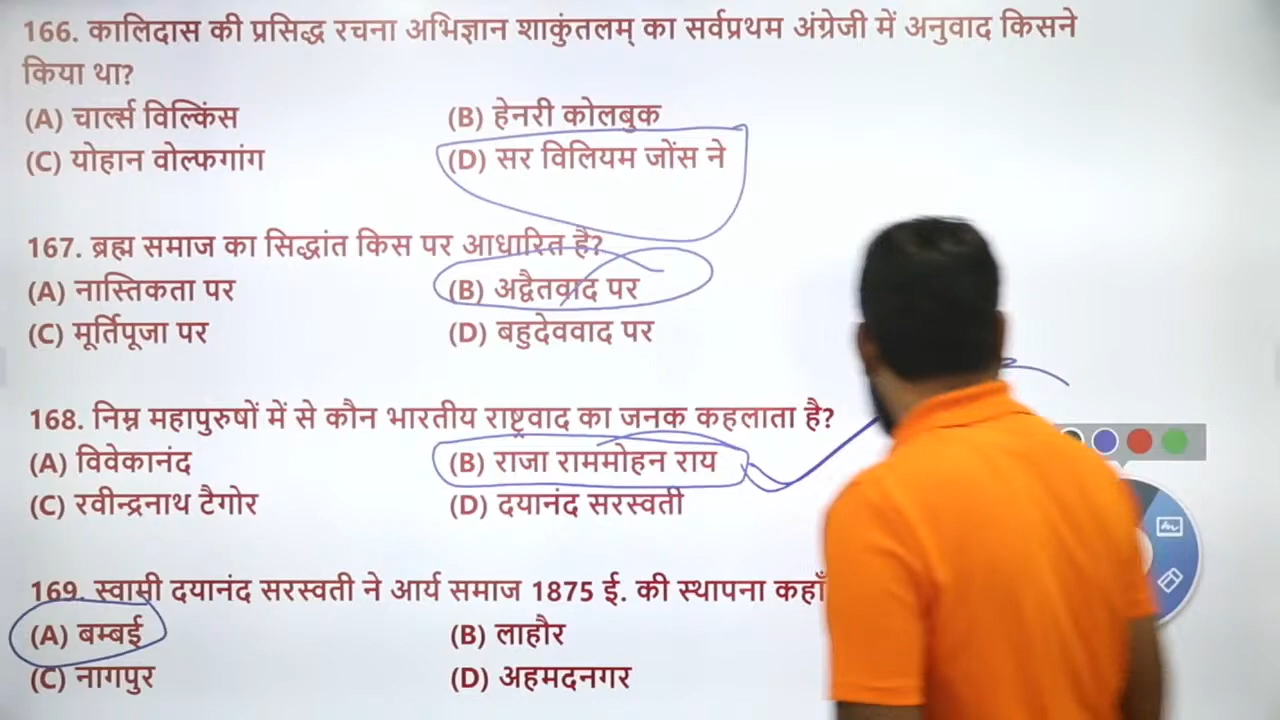 166. कालिदास की प्रसिद्ध रचना अभिज्ञान शाकुंतलम् का सर्वप्रथम अंग्रेजी में अनुवाद किसने
किया था?
(A) चार्ल्स विल्किंस (B) हेनरी कोलबुक
(C) योहान वोल्फगांग (D) सर विलियम जोंस ने
167. ब्रह्म समाज का सिद्धांत किस पर आधारित है?
(A) नास्तिकता पर (B) अद्वैतवाद पर
(C) मूर्तिपूजा पर (D) बहुदेववाद पर
168. निम्न महापुरुषों में से कौन भारतीय राष्ट्रवाद का जनक कहलाता है?
(A) विवेकानंद (B) राजा राममोहन राय
(C) रवीन्द्रनाथ टैगोर (D) दयानंद सरस्वती
169. स्वामी दयानंद सरस्वती ने आर्य समाज 1875 ई. की स्थापना कहाँ
(A) बम्बई (B) लाहौर
(C) नागपुर (D) अहमदनगर